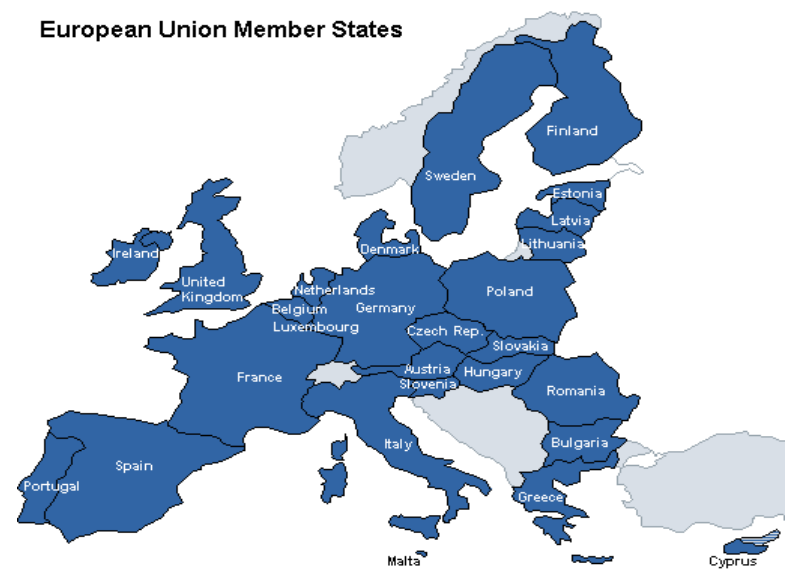 European Union Member States
Finland
Sweden
Estonia
Latvia
Lithuania
Denmark
Ireland
United
Kingdom
Netherlands
Belgium
Germany
Luxembourg
Poland
Czech Rep.
Slovakia
France
Austria
Hungary
Slovenia
Romania
Italy
Bulgaria
Spain
Portugal
Greece
Malta
Cyprus